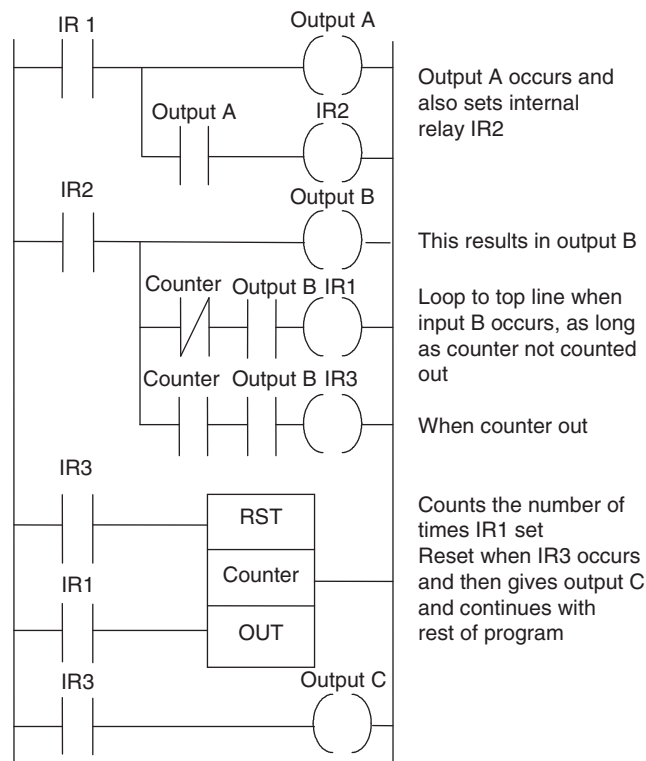 IR 1
Output A
Output A
IR2
Output A occurs and
also sets internal
relay IR2
IR2
Output B
This results in output B
Counter
Output B
IR1
Loop to top line when
input B occurs, as long
as counter not counted
out
Counter
Output B
IR3
When counter out
IR3
RST
Counter
IR1
OUT
Counts the number of
times IR1 set
Reset when IR3 occurs
and then gives output C
and continues with
rest of program
IR3
Output C